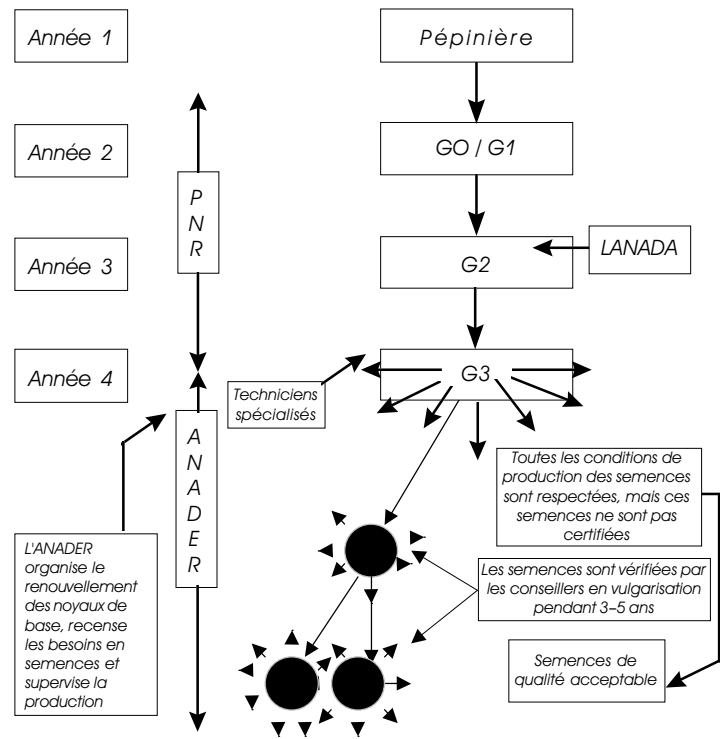 Année 1
Pépinière
Année 2
GO / G1
P
N
R
Année 3
G2
LANADA
Année 4
G3
Techniciens
spécialisés
A
N
A
D
E
R
L'ANADER
organise le
renouvellement
des noyaux de
base, recense
les besoins en
semences et
supervise la
production
Toutes les conditions de
production des semences
sont respectées, mais ces
semences ne sont pas
certifiées
Les semences sont vérifiées par
les conseillers en vulgarisation
pendant 3–5 ans
Semences de
qualité acceptable